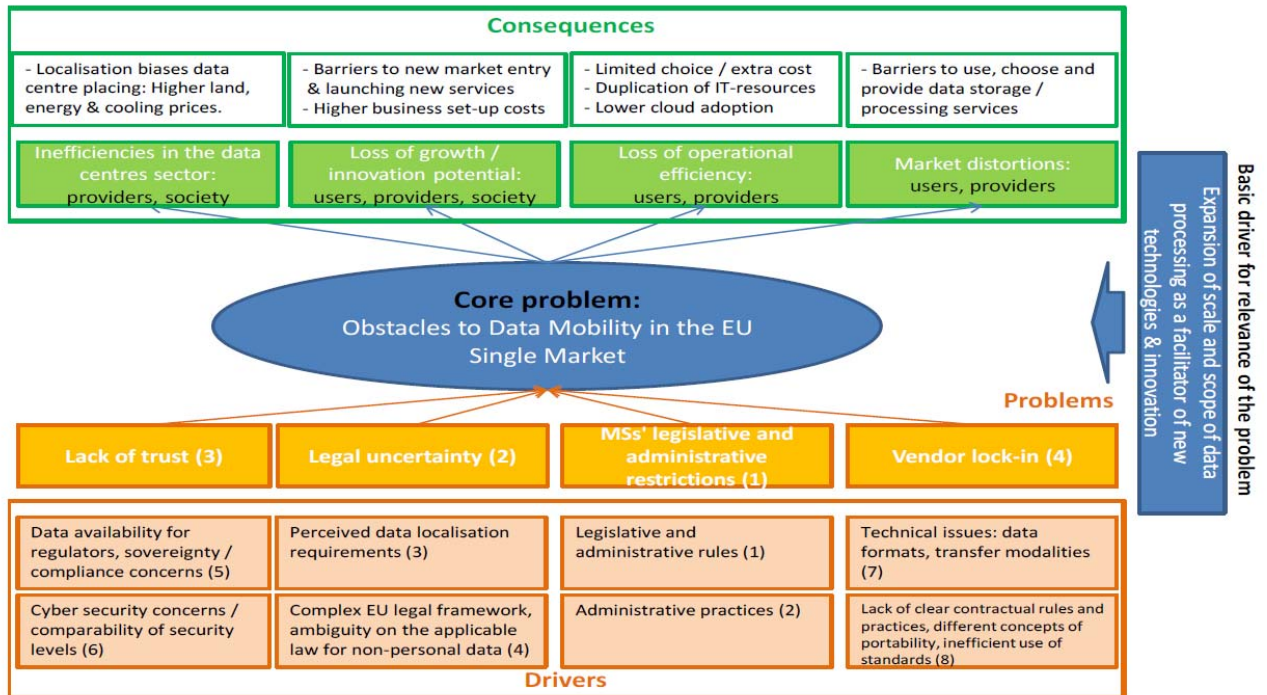 Consequences
- Localisation biases data
centre placing: Higher land,
energy & cooling prices.
- Barriers to new market entry
& launching new services
- Higher business set-up costs
- Limited choice / extra cost
- Duplication of IT-resources
- Lower cloud adoption
- Barriers to use, choose and
provide data storage /
processing services
Inefficiencies in the data
centres sector:
providers, society
Loss of growth /
innovation potential:
users, providers, society
Loss of operational
efficiency:
users, providers
Market distortions:
users, providers
Core problem:
Obstacles to Data Mobility in the EU
Single Market
Basic driver for relevance of the problem
Expansion of scale and scope of data
processing as a facilitator of new
technologies & innovation
Problems
Lack of trust (3)
Legal uncertainty (2)
MSs' legislative and
administrative
restrictions (1)
Vendor lock-in (4)
Data availability for
regulators, sovereignty /
compliance concerns (5)
Perceived data localisation
requirements (3)
Legislative and
administrative rules (1)
Technical issues: data
formats, transfer modalities
(7)
Cyber security concerns /
comparability of security
levels (6)
Complex EU legal framework,
ambiguity on the applicable
law for non-personal data (4)
Administrative practices (2)
Lack of clear contractual rules and
practices, different concepts of
portability, inefficient use of
standards (8)
Drivers